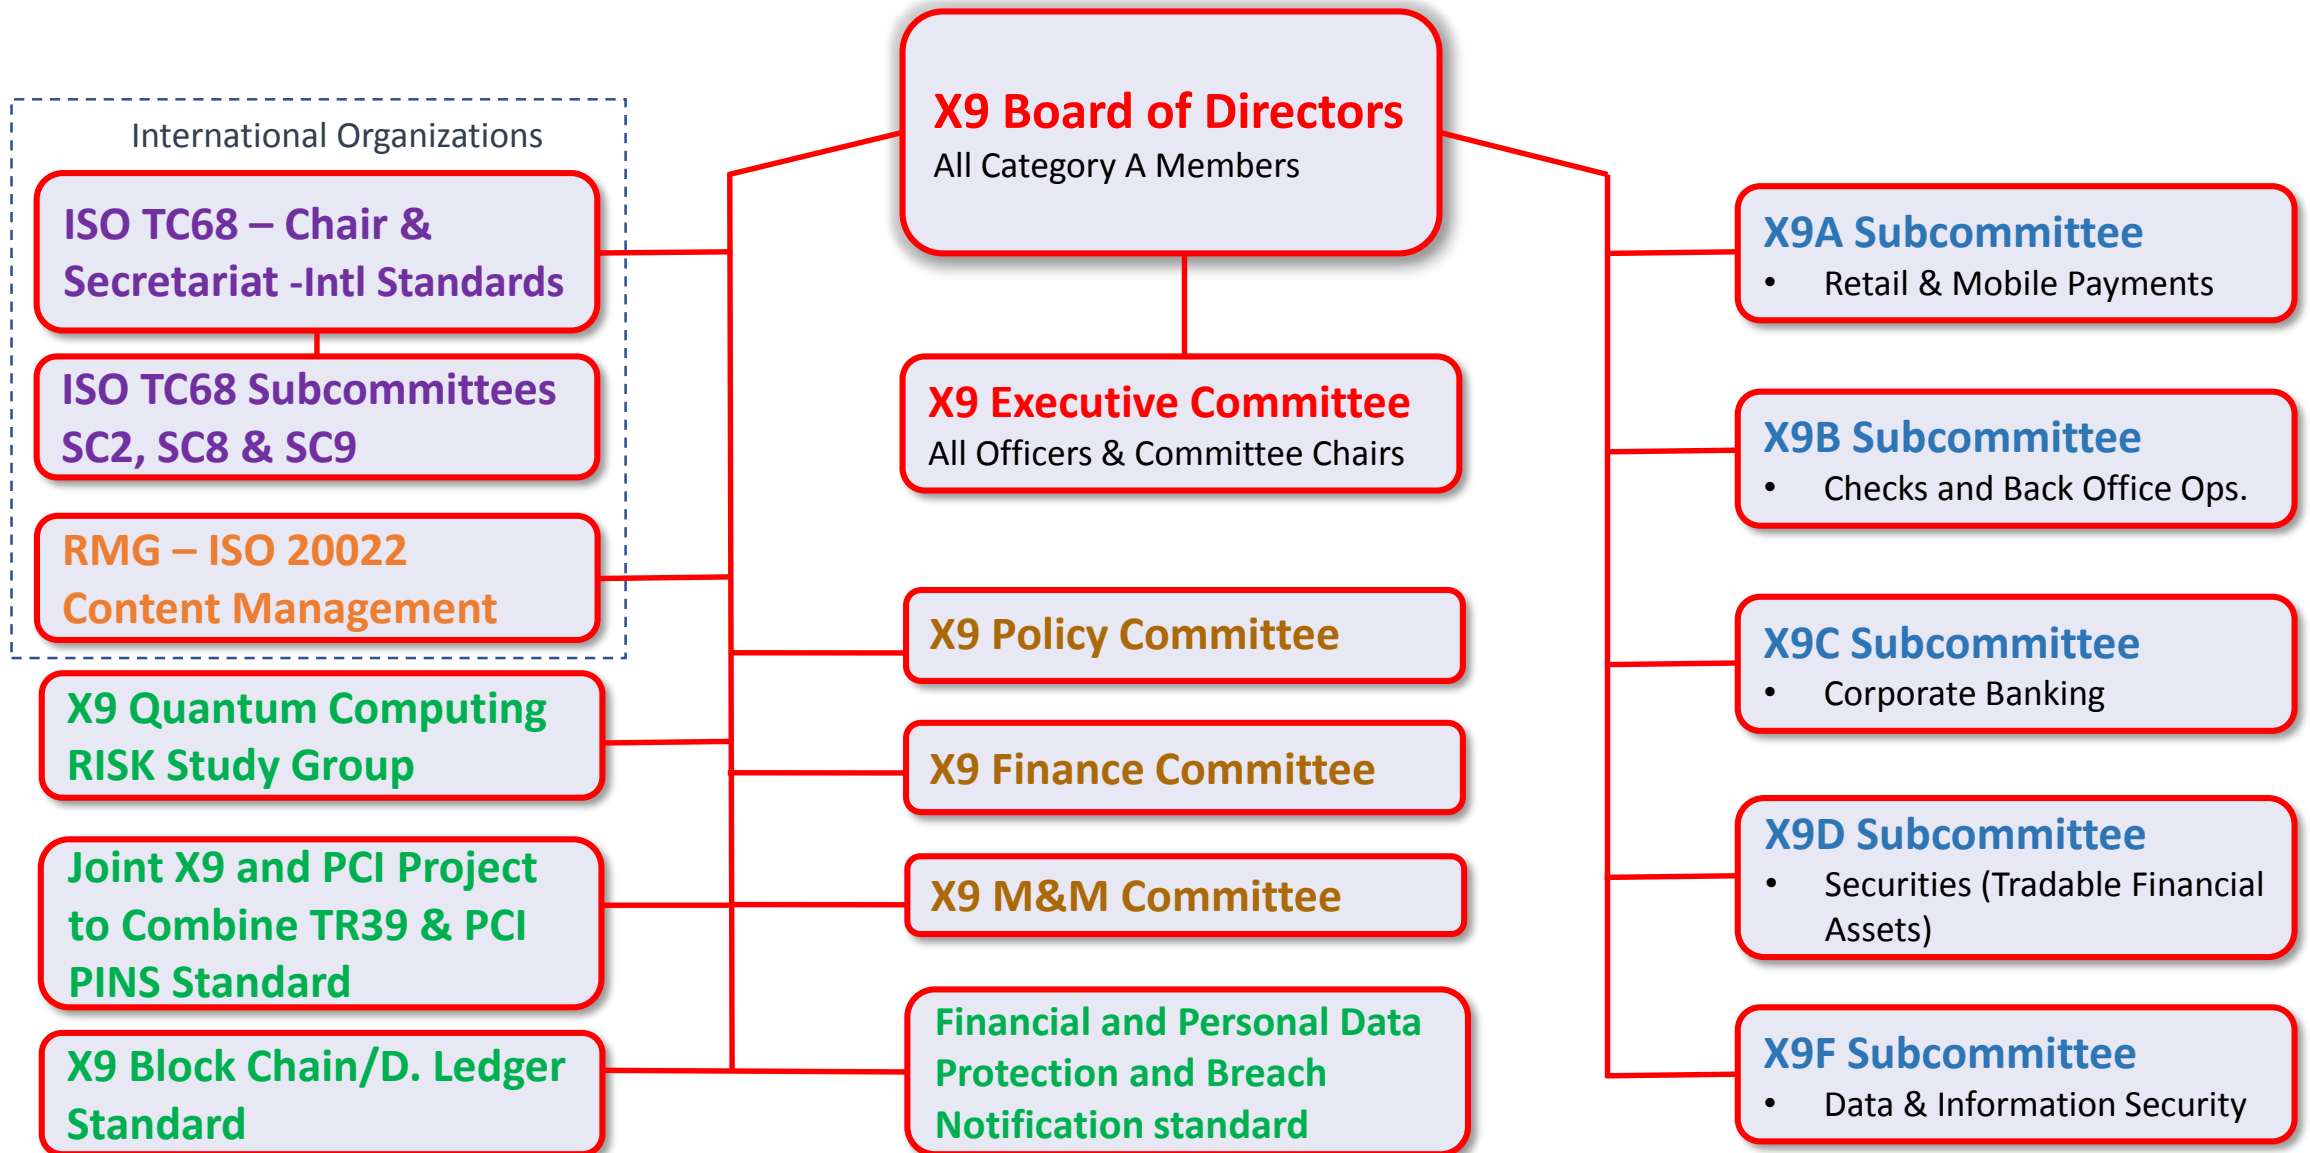 X9 Board of Directors
All Category A Members
International Organizations
ISO TC68 – Chair &
Secretariat -Intl Standards
ISO TC68 Subcommittees
SC2, SC8 & SC9
RMG – ISO 20022
Content Management
X9 Quantum Computing
RISK Study Group
Joint X9 and PCI Project
to Combine TR39 & PCI
PINS Standard
X9 Block Chain/D. Ledger
Standard
X9 Executive Committee
All Officers & Committee Chairs
X9 Policy Committee
X9 Finance Committee
X9 M&M Committee
Financial and Personal Data
Protection and Breach
Notification standard
X9A Subcommittee
• Retail & Mobile Payments
X9B Subcommittee
• Checks and Back Office Ops.
X9C Subcommittee
• Corporate Banking
X9D Subcommittee
• Securities (Tradable Financial
Assets)
X9F Subcommittee
• Data & Information Security